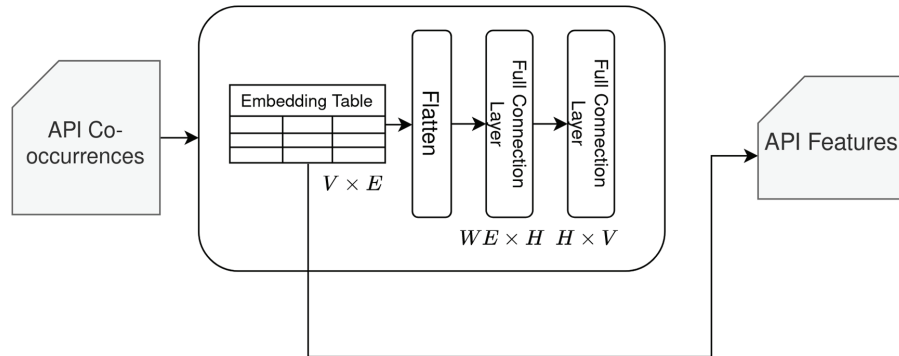 API Co-
occurrences
Embedding Table
V × E
Flatten
Full Connection
Layer
WE × H
Full Connection
Layer
H × V
API Features